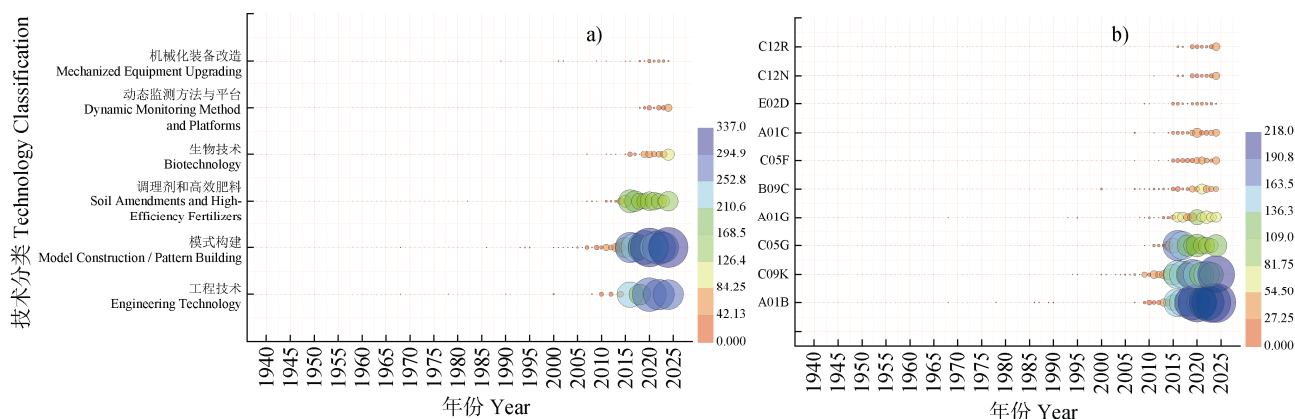 技术分类 Technology Classification
a)
机械化装备改造
Mechanized Equipment Upgrading
动态监测方法与平台
Dynamic Monitoring Method
and Platforms
生物技术
Biotechnology
调理剂和高效肥料
Soil Amendments and High-
Efficiency Fertilizers
模式构建
Model Construction / Pattern Building
工程技术
Engineering Technology
337.0
294.9
252.8
210.6
168.5
126.4
84.25
42.13
0.000
1940 1945 1950 1955 1960 1965 1970 1975 1980 1985 1990 1995 2000 2005 2010 2015 2020 2025
年份 Year
b)
C12R
C12N
E02D
A01C
C05F
B09C
A01G
C05G
C09K
A01B
218.0
190.8
163.5
136.3
109.0
81.75
54.50
27.25
0.000
1940 1945 1950 1955 1960 1965 1970 1975 1980 1985 1990 1995 2000 2005 2010 2015 2020 2025
年份 Year